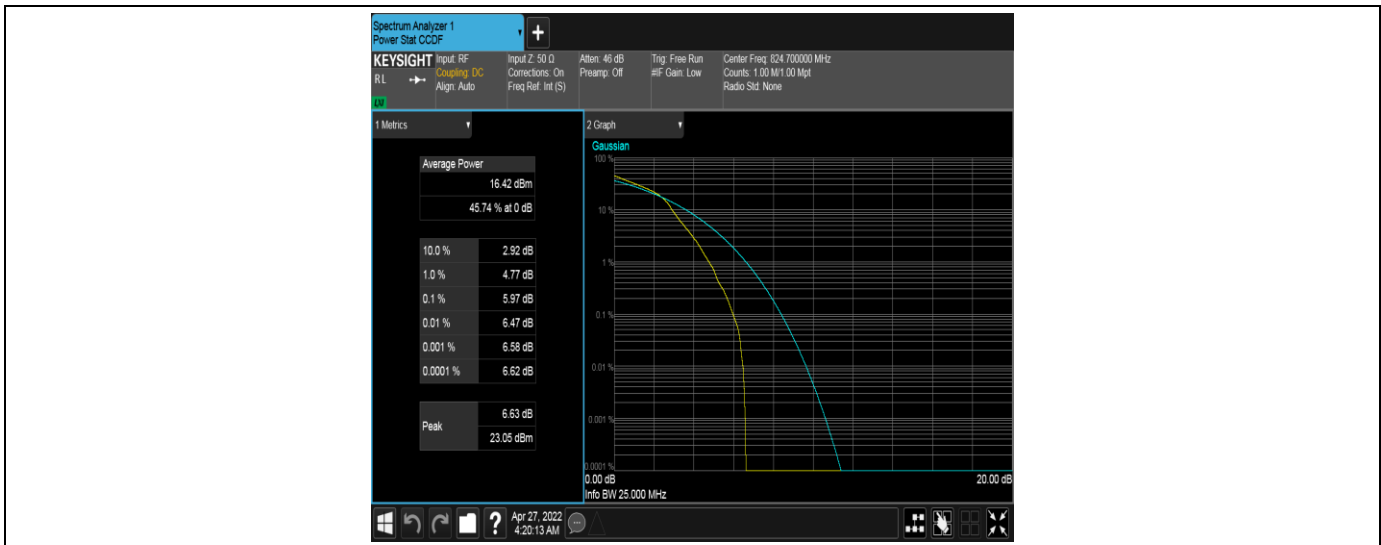 Spectrum Analyzer 1
Power Stat CCDF
+
KEYSIGHT Input: RF Input Z: 50 Ω Atten: 46 dB Trig: Free Run Center Freq: 824.700000 MHz
RL Coupling: DC Corrections: On Preamp: Off #IF Gain: Low Counts: 1.00 M/1.00 Mpt
Align: Auto Freq Ref: Int (S) Radio Std: None
1 Metrics
2 Graph
Average Power
16.42 dBm
45.74 % at 0 dB
10.0 % 2.92 dB
1.0 % 4.77 dB
0.1 % 5.97 dB
0.01 % 6.47 dB
0.001 % 6.58 dB
0.0001 % 6.62 dB
Peak 6.63 dB
23.05 dBm
Gaussian
100 %
10 %
1 %
0.1 %
0.01 %
0.001 %
0.0001 %
0.00 dB 20.00 dB
Info BW 25.000 MHz
? Apr 27, 2022
4:20:13 AM